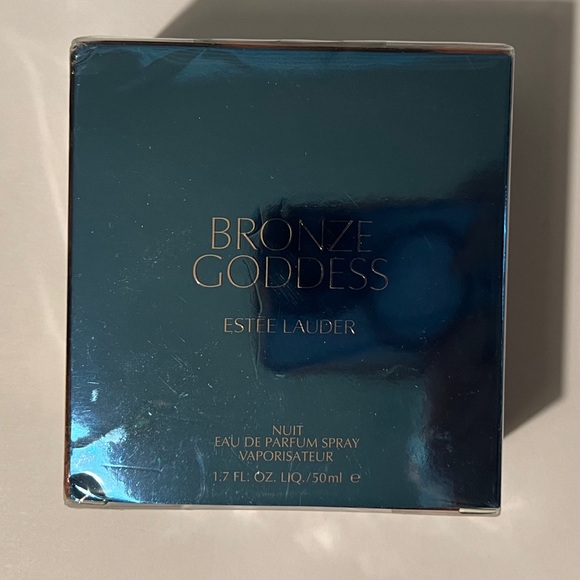 BRONZE
GODDESS
ESTĒE LAUDER
NUIT
EAU DE PARFUM SPRAY
VAPORISATEUR
1.7 FL. OZ. LIQ./50ml ℮